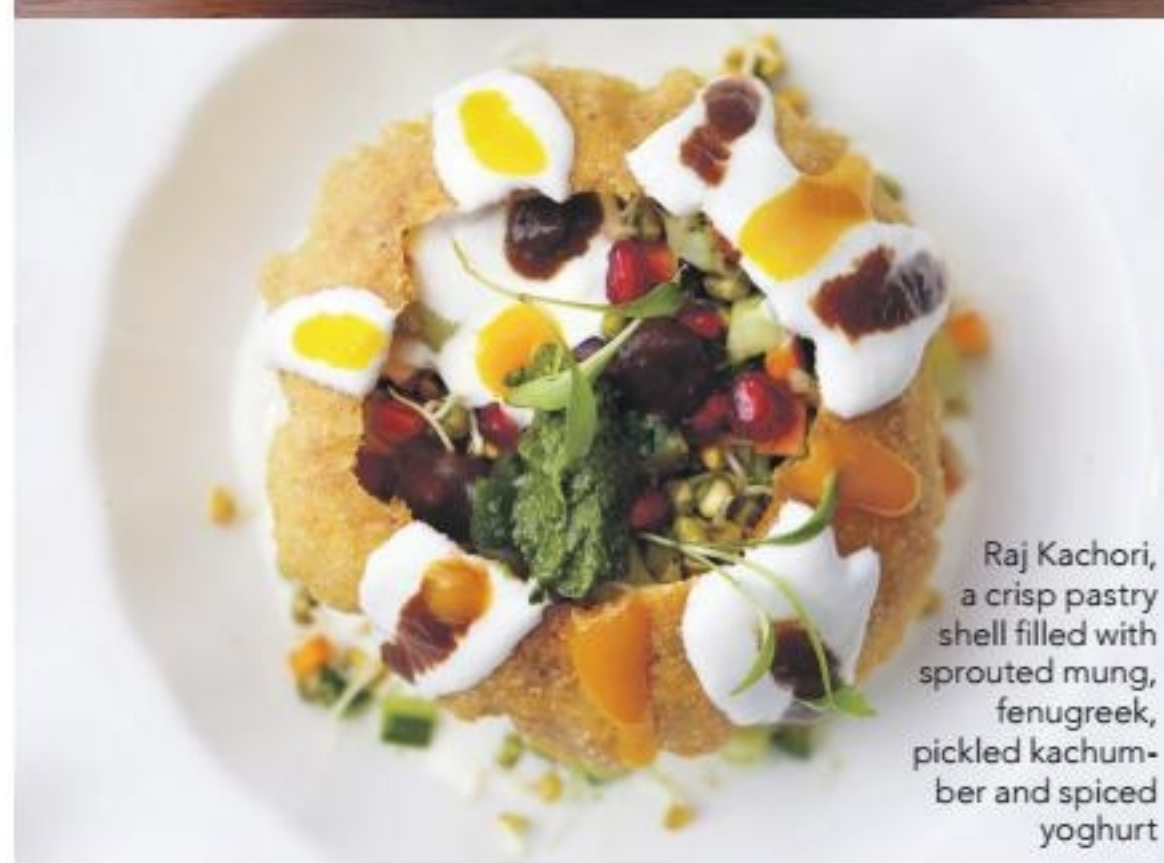 Raj Kachori,
a crisp pastry
shell filled with
sprouted mung,
fenugreek,
pickled kachum-
ber and spiced
yoghurt